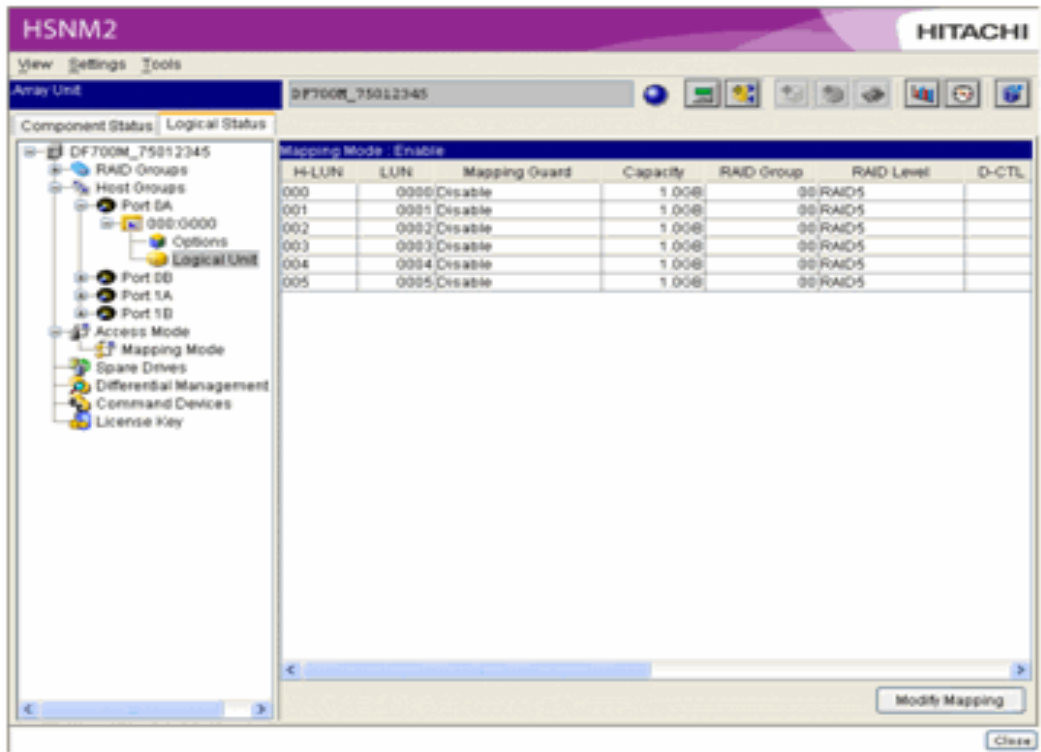 HSNM2
HITACHI
View Settings Tools
Array Unit
DF700M_75012345
Component Status Logical Status
DF700M_75012345
RAID Groups
Host Groups
Port 0A
000:G000
Options
Logical Unit
Port 0B
Port 1A
Port 1B
Access Mode
Mapping Mode
Spare Drives
Differential Management
Command Devices
License Key
Mapping Mode : Enable
H-LUN LUN Mapping Guard Capacity RAID Group RAID Level D-CTL
000 0000 Disable 1.0GB 00 RAID5
001 0001 Disable 1.0GB 00 RAID5
002 0002 Disable 1.0GB 00 RAID5
003 0003 Disable 1.0GB 00 RAID5
004 0004 Disable 1.0GB 00 RAID5
005 0005 Disable 1.0GB 00 RAID5
Modify Mapping
Close